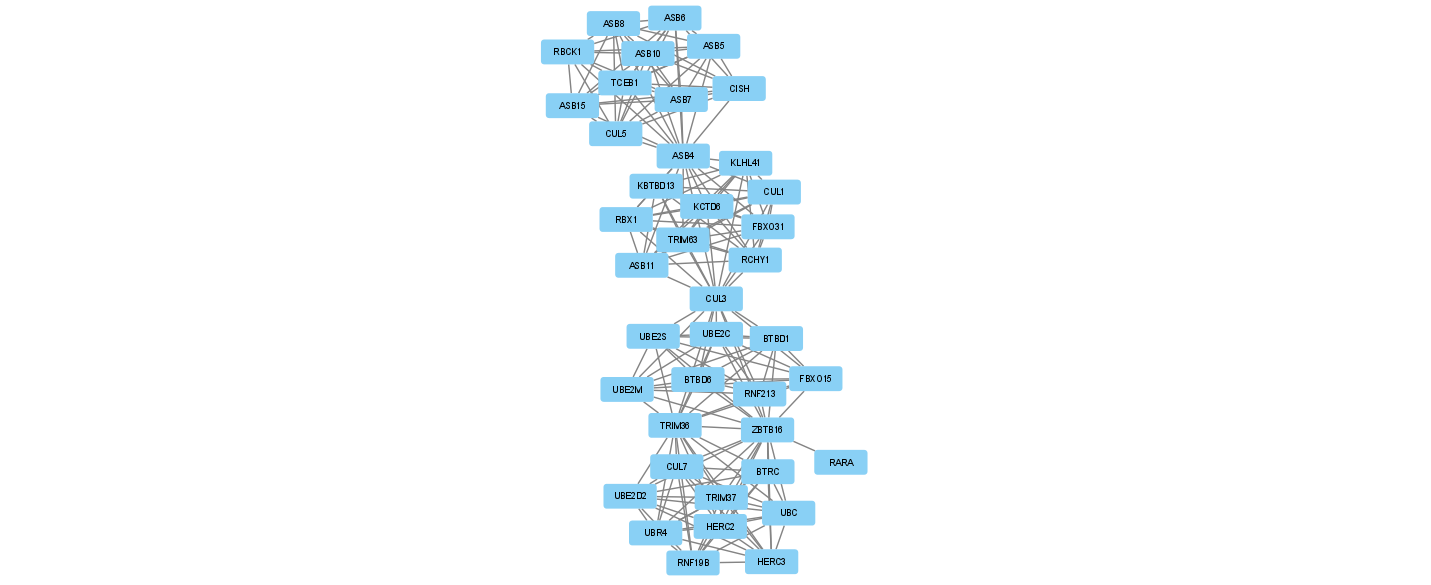 ASB6
ASB8
ASB5
RBCK1
ASB10
TCEB1
CISH
ASB7
ASB15
CUL5
ASB4
KLHL41
KBTBD13
CUL1
KCTD6
RBX1
FBXO31
TRIM63
RCHY1
ASB11
CUL3
UBE2S
UBE2C
BTBD1
BTBD6
FBXO15
UBE2M
RNF213
TRIM36
ZBTB16
RARA
CUL7
BTRC
UBE2D2
TRIM37
UBC
HERC2
UBR4
RNF19B
HERC3